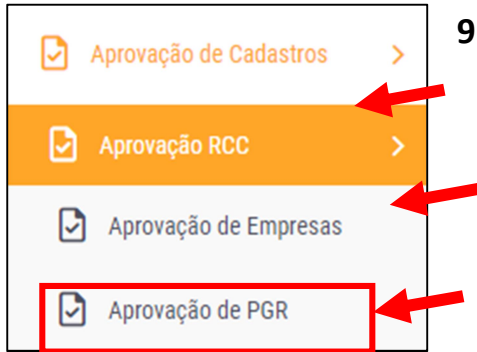 9
Aprovação de Cadastros
Aprovação RCC
Aprovação de Empresas
Aprovação de PGR